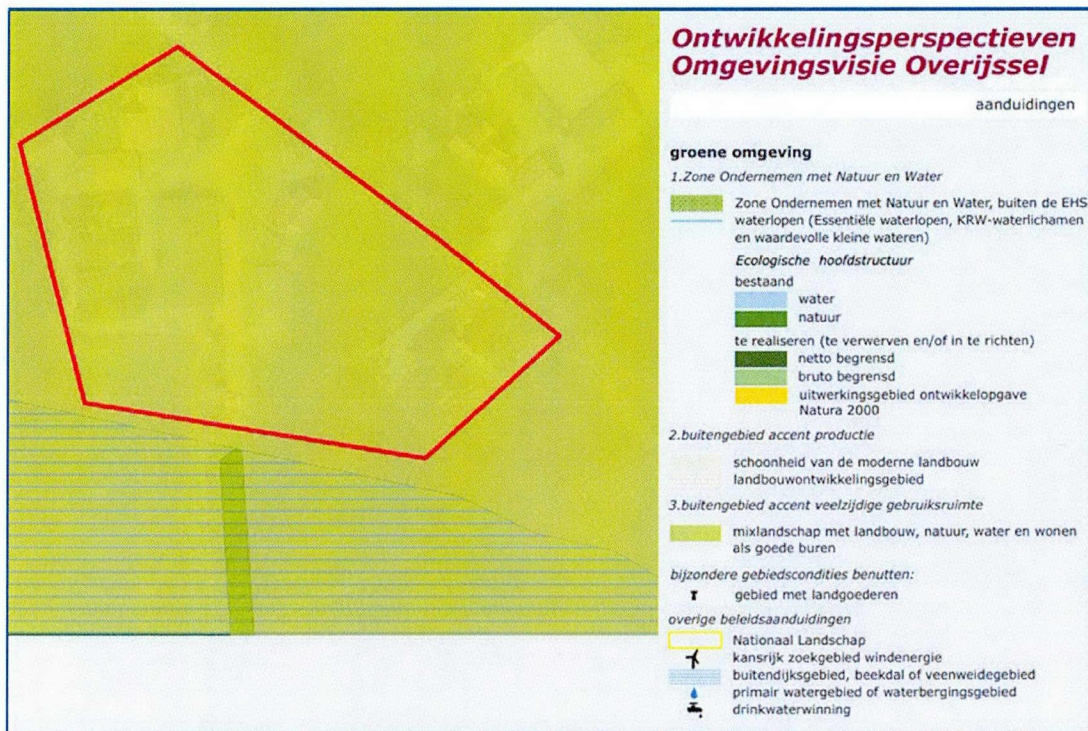 Ontwikkelingsperspectieven
Omgevingsvisie Overijssel
aanduidingen
groene omgeving
1.Zone Ondernemen met Natuur en Water
Zone Ondernemen met Natuur en Water, buiten de EHS
waterlopen (Essentiële waterlopen, KRW-waterlichamen
en waardevolle kleine wateren)
Ecologische hoofdstructuur
bestaand
water
natuur
te realiseren (te verwerven en/of in te richten)
netto begrensd
bruto begrensd
uitwerkingsgebied ontwikkelopgave
Natura 2000
2.buitengebied accent productie
schoonheid van de moderne landbouw
landbouwontwikkelingsgebied
3.buitengebied accent veelzijdige gebruiksruimte
mixlandschap met landbouw, natuur, water en wonen
als goede buren
bijzondere gebiedscondities benutten:
gebied met landgoederen
overige beleidsaanduidingen
Nationaal Landschap
kansrijk zoekgebied windenergie
buitendijksgebied, beekdal of veenweidegebied
primair watergebied of waterbergingsgebied
drinkwaterwinning